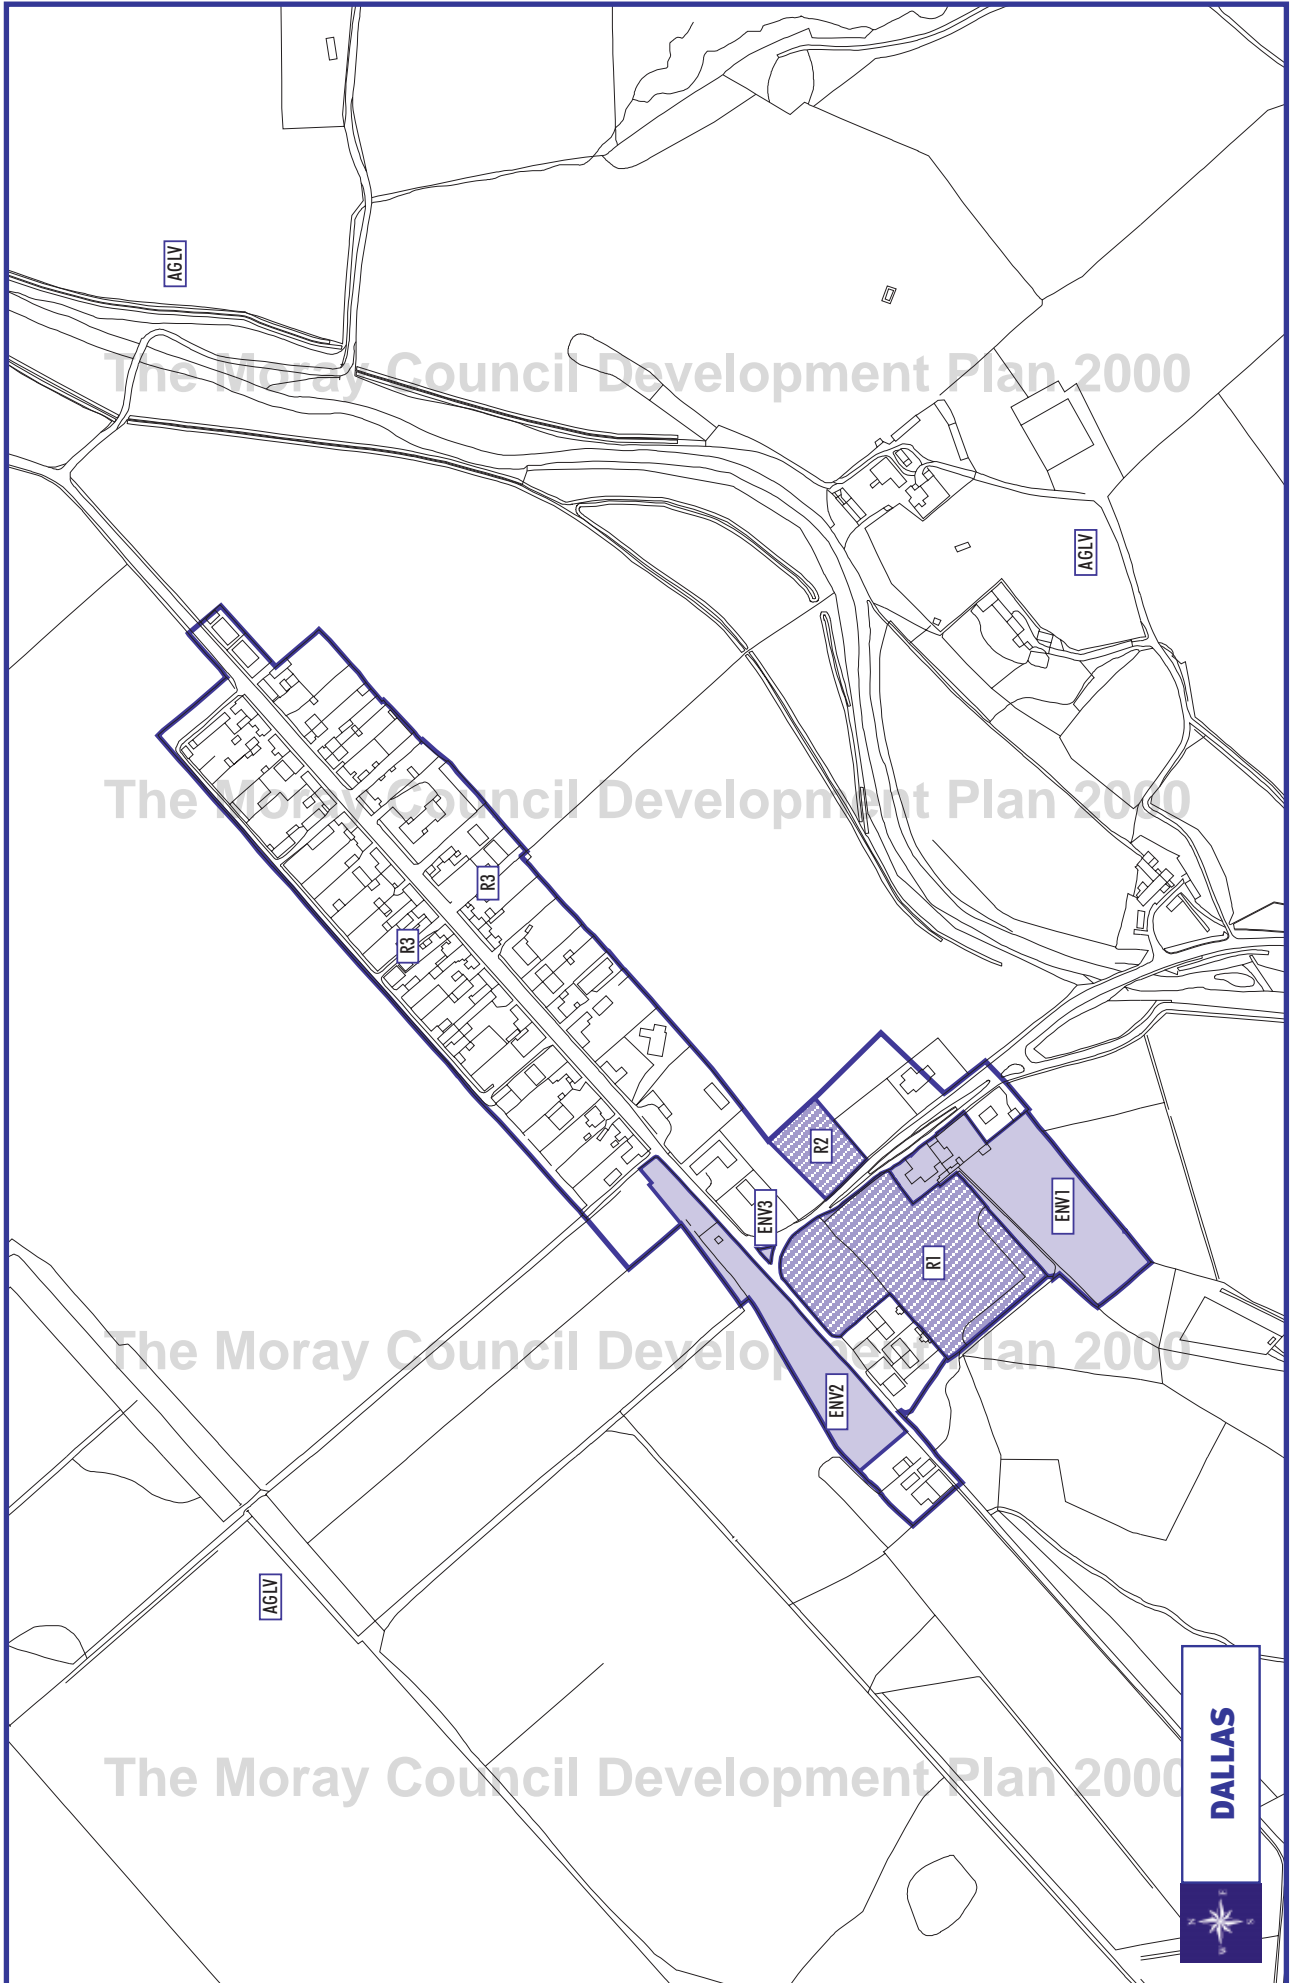 AGLV
The Moray Council Development Plan 2000
AGLV
The Moray Council Development Plan 2000
R3
R3
R2
ENV3
ENV1
R1
The Moray Council Development Plan 2000
ENV2
AGLV
The Moray Council Development Plan 2000
DALLAS
N
E
S
W